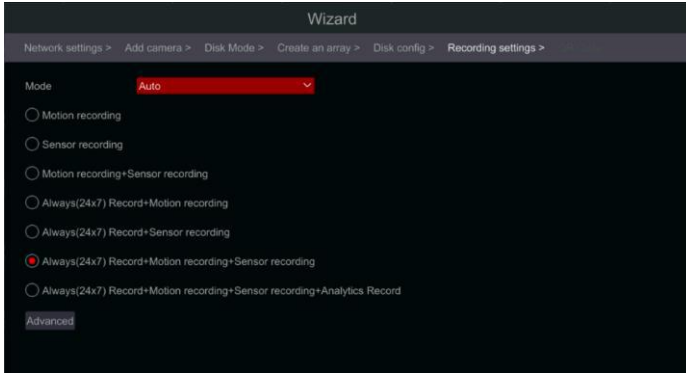 Wizard
Network settings > Add camera > Disk Mode > Create an array > Disk config > Recording settings >
Mode Auto
Motion recording
Sensor recording
Motion recording+Sensor recording
Always(24x7) Record+Motion recording
Always(24x7) Record+Sensor recording
Always(24x7) Record+Motion recording+Sensor recording
Always(24x7) Record+Motion recording+Sensor recording+Analytics Record
Advanced